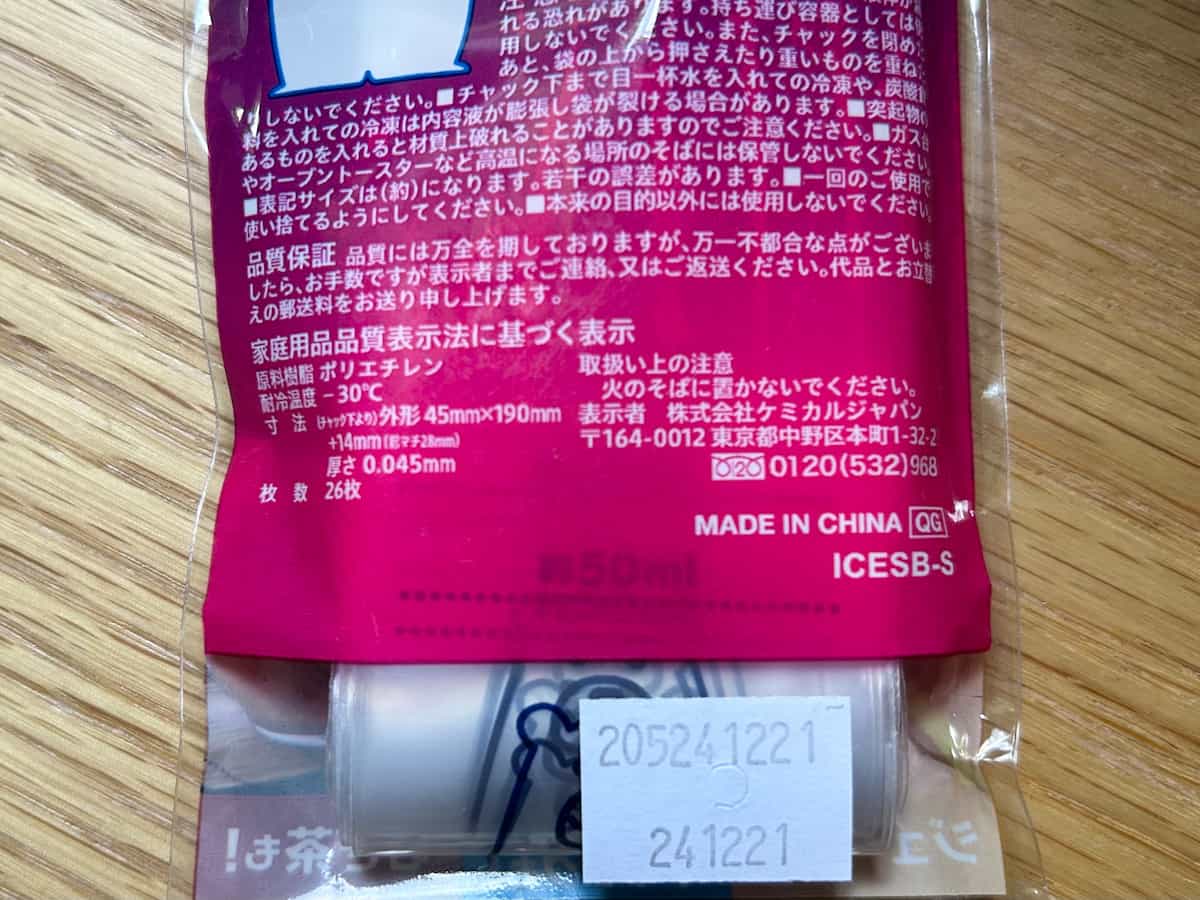 れる恐れがあります。持ち運び容器としては使
用しないでください。また、チャックを閉めた
あと、袋の上から押さえたり重いものを重ねた
りしないでください。■チャック下まで目一杯水を入れての冷凍や、炭酸飲
料を入れての冷凍は内容液が膨張し袋が裂ける場合があります。■突起物の
あるものを入れると材質上破れることがありますのでご注意ください。■ガス台
やオーブントースターなど高温になる場所のそばには保管しないでください。
■表記サイズは(約)になります。若干の誤差があります。■一回のご使用で
使い捨てるようにしてください。■本来の目的以外には使用しないでください。
品質保証 品質には万全を期しておりますが、万一不都合な点がございま
したら、お手数ですが表示者までご連絡、又はご返送ください。代品とお立替
えの郵送料をお送り申し上げます。
家庭用品品質表示法に基づく表示
原料樹脂 ポリエチレン
耐冷温度 −30℃
寸 法 (チャック下より)外形 45mm×190mm
+14mm(底マチ28mm)
厚さ 0.045mm
枚 数 26枚
取扱い上の注意
火のそばに置かないでください。
表示者 株式会社ケミカルジャパン
〒164-0012 東京都中野区本町1-32-2
0120(532)968
MADE IN CHINA QG
ICESB-S
約50ml
205241221
241221